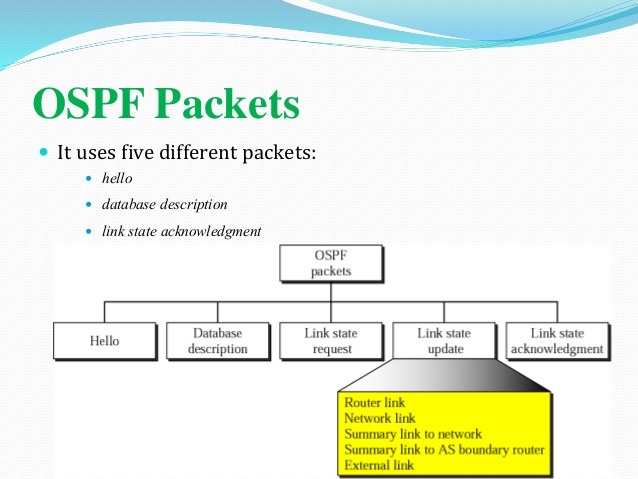 OSPF Packets
It uses five different packets:
hello
database description
link state acknowledgment
OSPF
packets
Hello
Database
description
Link state
request
Link state
update
Link state
acknowledgment
Router link
Network link
Summary link to network
Summary link to AS boundary router
External link